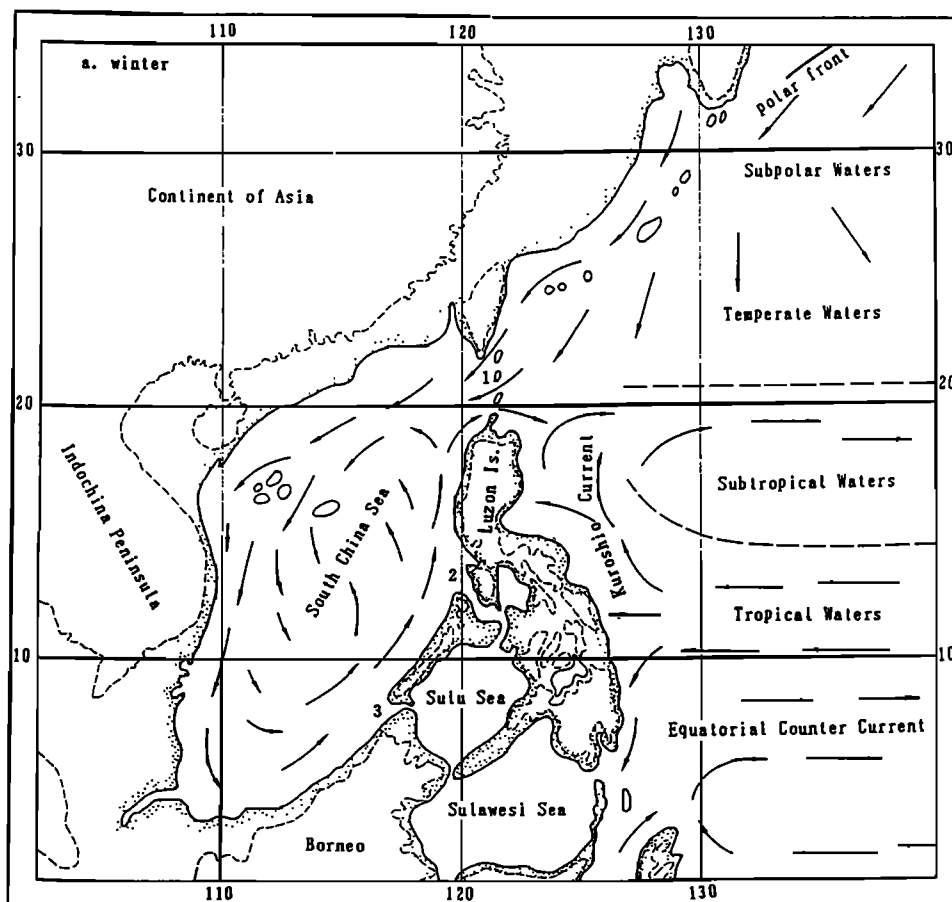 110 120 130
a. winter
polar front
30 30
Subpolar Waters
Continent of Asia
Temperate Waters
1
20 20
Indochina Peninsula
South China Sea
Luzon Is.
Kuroshio Current
Subtropical Waters
2
Tropical Waters
10 10
Sulu Sea
3
Equatorial Counter Current
Sulawesi Sea
Borneo
110 120 130